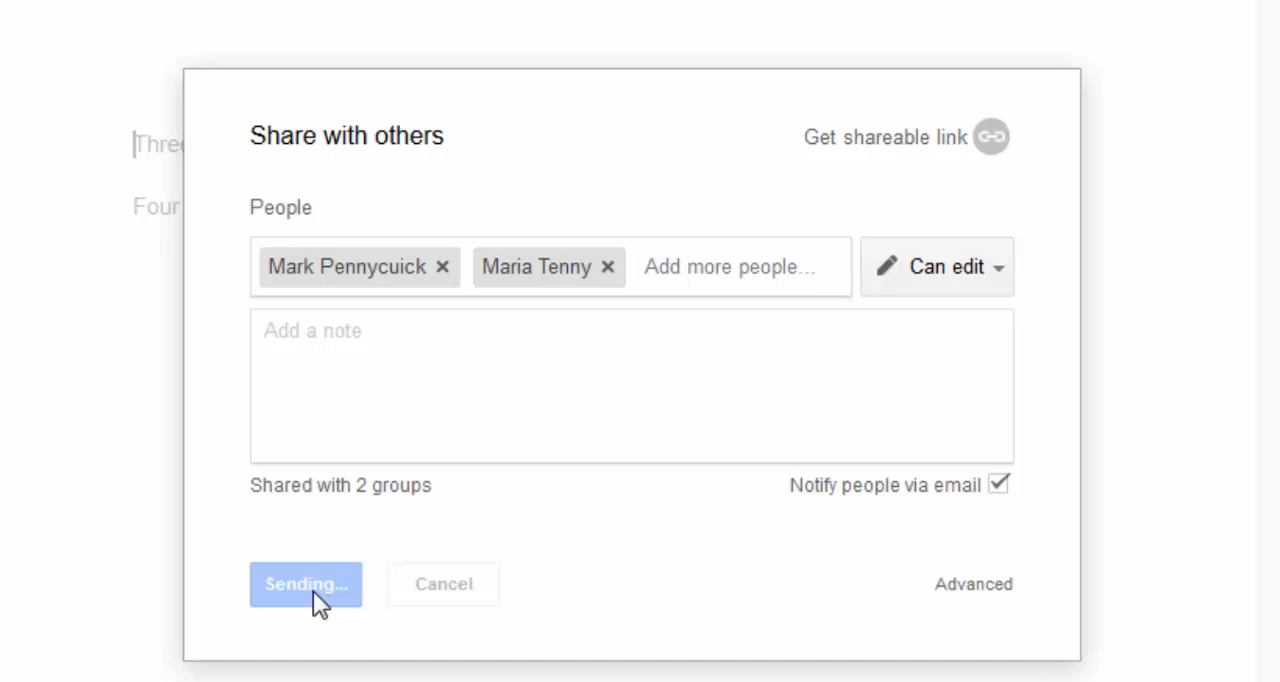 Share with others
Get shareable link
Three
Four
People
Mark Pennycuick × Maria Tenny × Add more people...
Can edit
Add a note
Shared with 2 groups
Notify people via email
Sending...
Cancel
Advanced